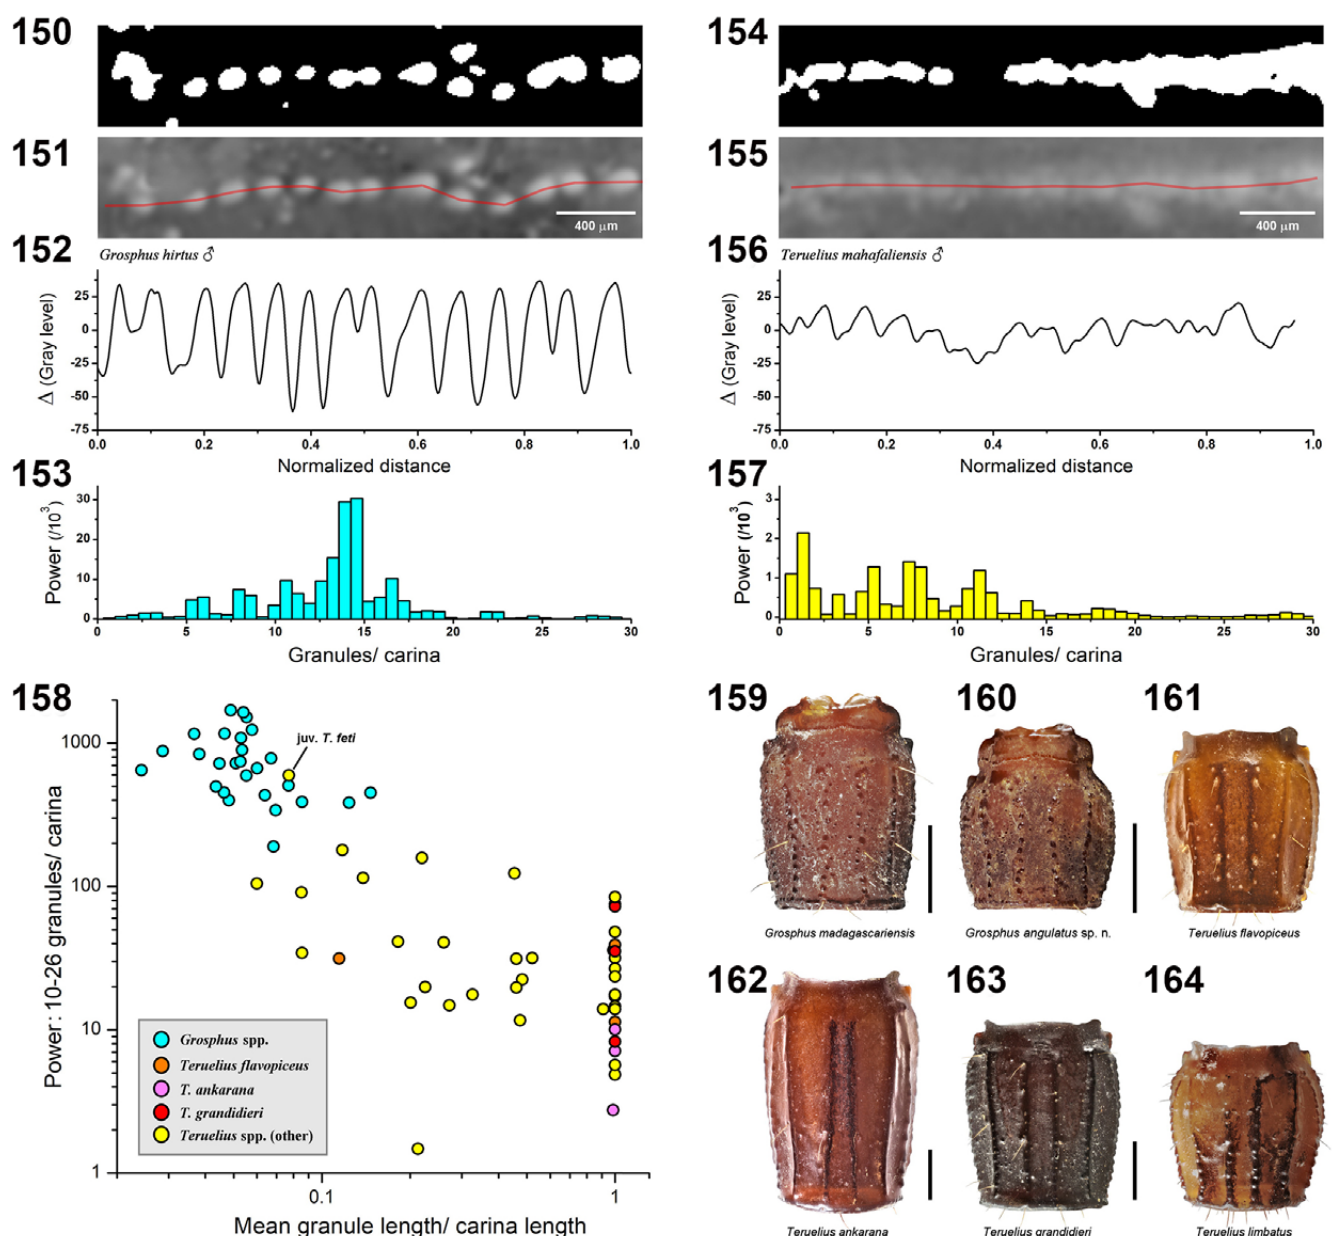 150
154
151
400 µm
155
400 µm
152
Grosphus hirtus ♂
156
Teruelius mahafaliensis ♂
Δ (Gray level)
25
0
-25
-50
-75
0.0 0.2 0.4 0.6 0.8 1.0
Normalized distance
Δ (Gray level)
25
0
-25
-50
-75
0.0 0.2 0.4 0.6 0.8 1.0
Normalized distance
153
Power (/10³)
30
20
10
0
0 5 10 15 20 25 30
Granules/ carina
157
Power (/10³)
3
2
1
0
0 5 10 15 20 25 30
Granules/ carina
158
Power: 10-26 granules/ carina
1000
100
10
1
juv. T. feti
Grosphus spp.
Teruelius flavopiceus
T. ankarana
T. grandidieri
Teruelius spp. (other)
0.1 1
Mean granule length/ carina length
159
Grosphus madagascariensis
160
Grosphus angulatus sp. n.
161
Teruelius flavopiceus
162
Teruelius ankarana
163
Teruelius grandidieri
164
Teruelius limbatus